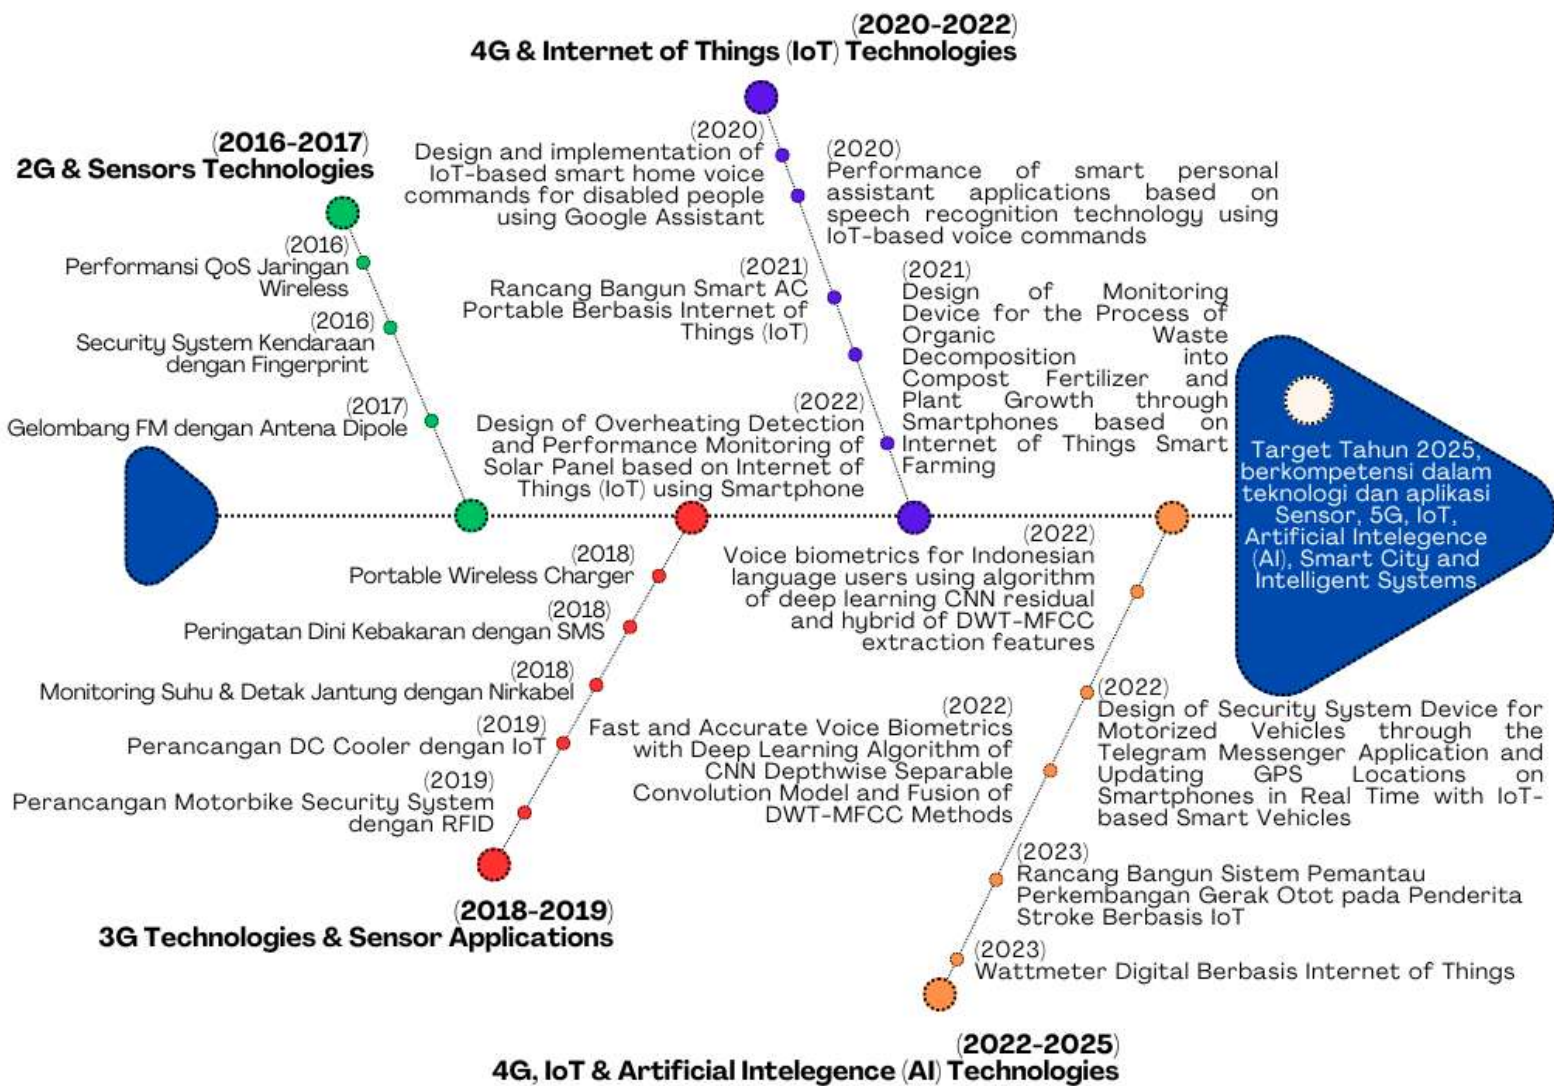 (2016-2017)
2G & Sensors Technologies
(2016)
Performansi QoS Jaringan
Wireless
(2016)
Security System Kendaraan
dengan Fingerprint
(2017)
Gelombang FM dengan Antena Dipole
(2018)
Portable Wireless Charger
(2018)
Peringatan Dini Kebakaran dengan SMS
(2018)
Monitoring Suhu & Detak Jantung dengan Nirkabel
(2019)
Perancangan DC Cooler dengan IoT
(2019)
Perancangan Motorbike Security System
dengan RFID
(2018-2019)
3G Technologies & Sensor Applications
(2020-2022)
4G & Internet of Things (IoT) Technologies
(2020)
Design and implementation of
IoT-based smart home voice
commands for disabled people
using Google Assistant
(2020)
Performance of smart personal
assistant applications based on
speech recognition technology using
IoT-based voice commands
(2021)
Rancang Bangun Smart AC
Portable Berbasis Internet of
Things (IoT)
(2021)
Design of Monitoring
Device for the Process of
Organic Waste
Decomposition into
Compost Fertilizer and
Plant Growth through
Smartphones based on
Internet of Things Smart
Farming
(2022)
Design of Overheating Detection
and Performance Monitoring of
Solar Panel based on Internet of
Things (IoT) using Smartphone
(2022)
Voice biometrics for Indonesian
language users using algorithm
of deep learning CNN residual
and hybrid of DWT-MFCC
extraction features
(2022)
Design of Security System Device for
Motorized Vehicles through the
Telegram Messenger Application and
Updating GPS Locations on
Smartphones in Real Time with IoT-
based Smart Vehicles
(2022)
Fast and Accurate Voice Biometrics
with Deep Learning Algorithm of
CNN Depthwise Separable
Convolution Model and Fusion of
DWT-MFCC Methods
(2023)
Rancang Bangun Sistem Pemantau
Perkembangan Gerak Otot pada Penderita
Stroke Berbasis IoT
(2023)
Wattmeter Digital Berbasis Internet of Things
(2022-2025)
4G, IoT & Artificial Intelegence (AI) Technologies
Target Tahun 2025,
berkompetensi dalam
teknologi dan aplikasi
Sensor, 5G, IoT,
Artificial Intelegence
(AI), Smart City and
Intelligent Systems